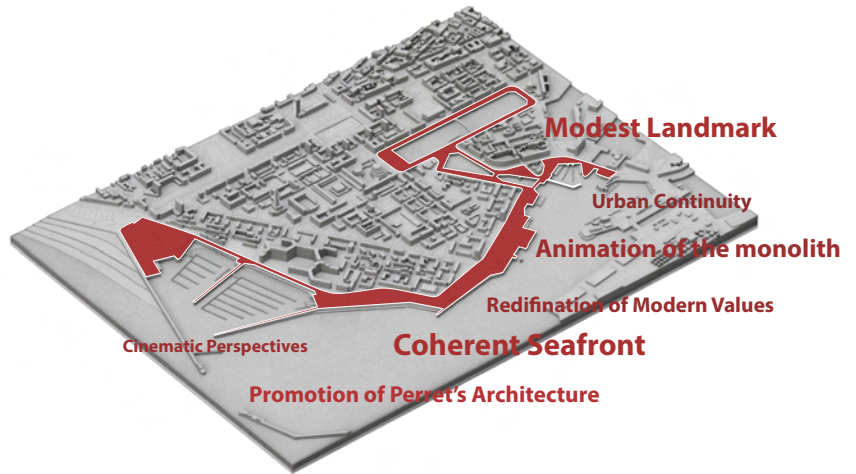 Modest Landmark
Urban Continuity
Animation of the monolith
Redifination of Modern Values
Coherent Seafront
Cinematic Perspectives
Promotion of Perret's Architecture